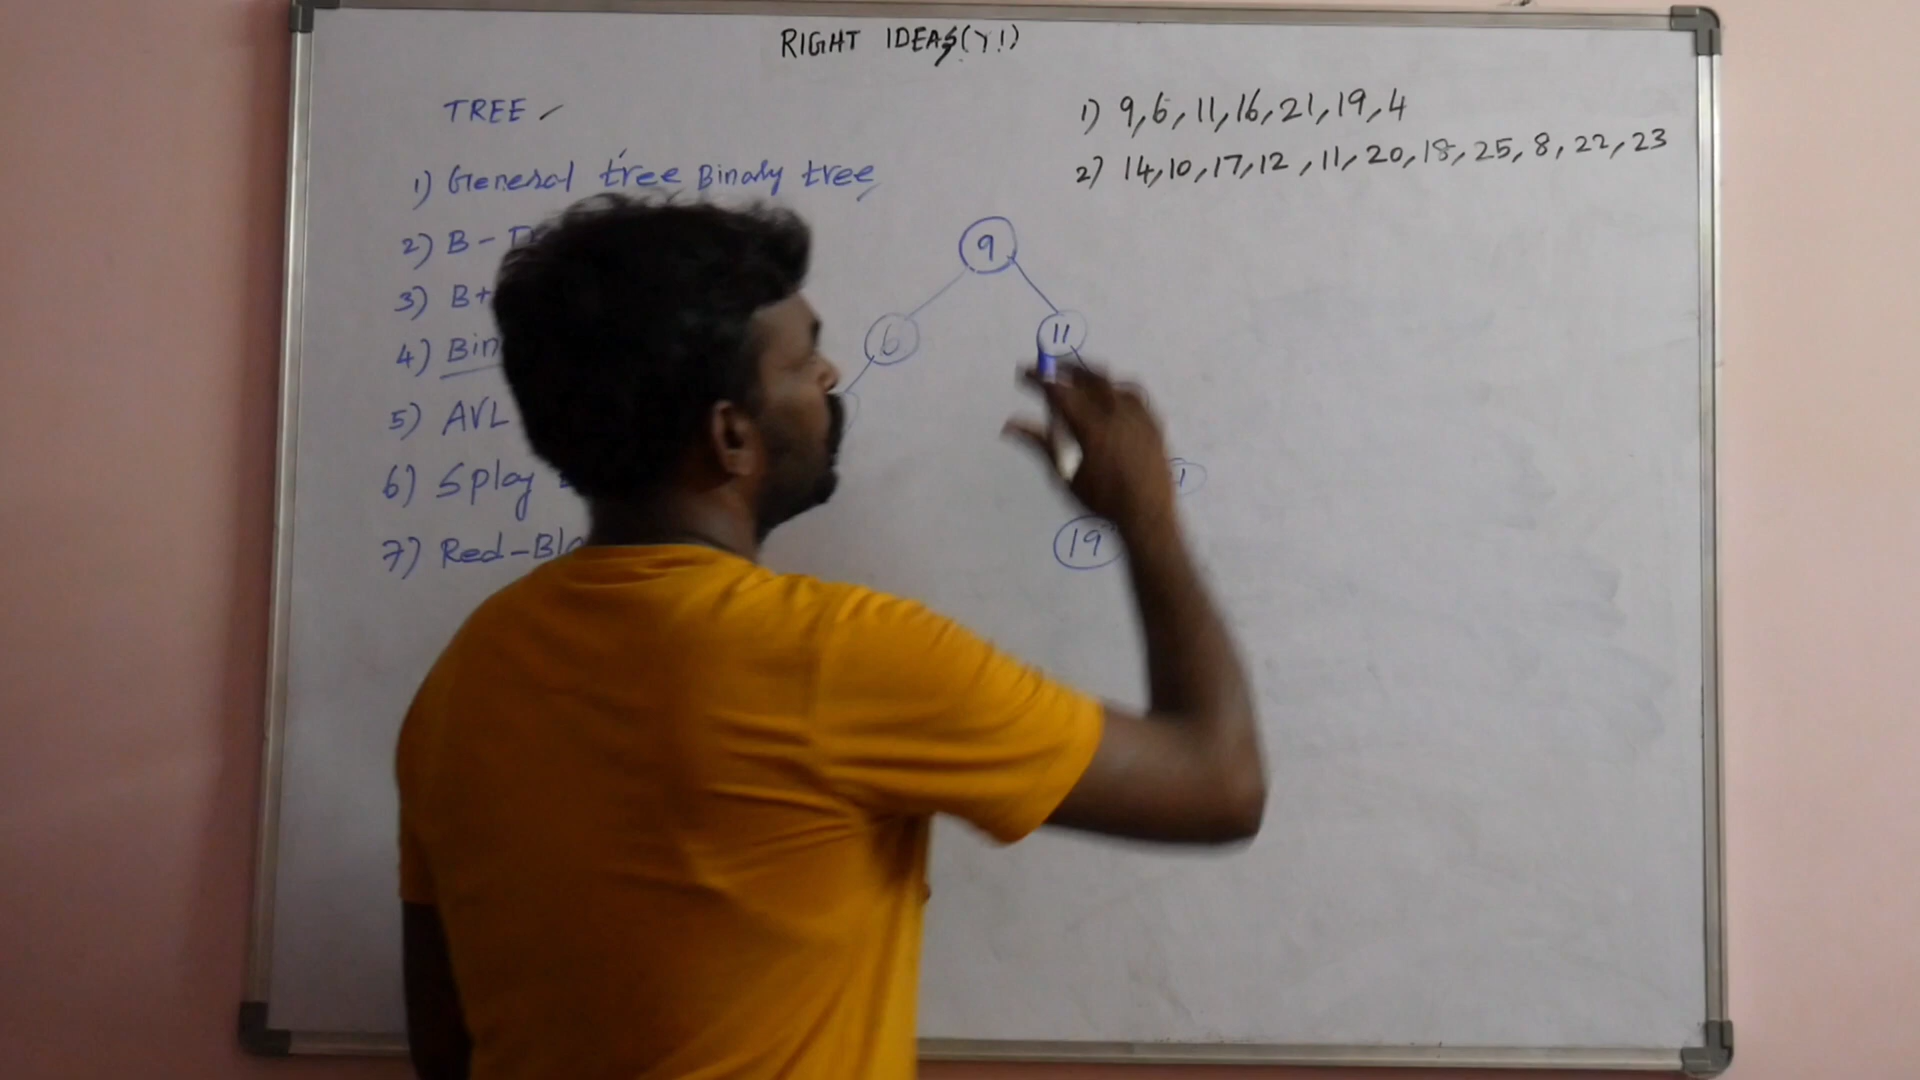 RIGHT IDEAS(Y!)
TREE
1) General tree Binary tree
2) B-T
3) B+
4) Bin
5) AVL
6) Splay
7) Red-Bla
1) 9,6,11,16,21,19,4
2) 14,10,17,12,11,20,18,25,8,22,23
9
6
11
19